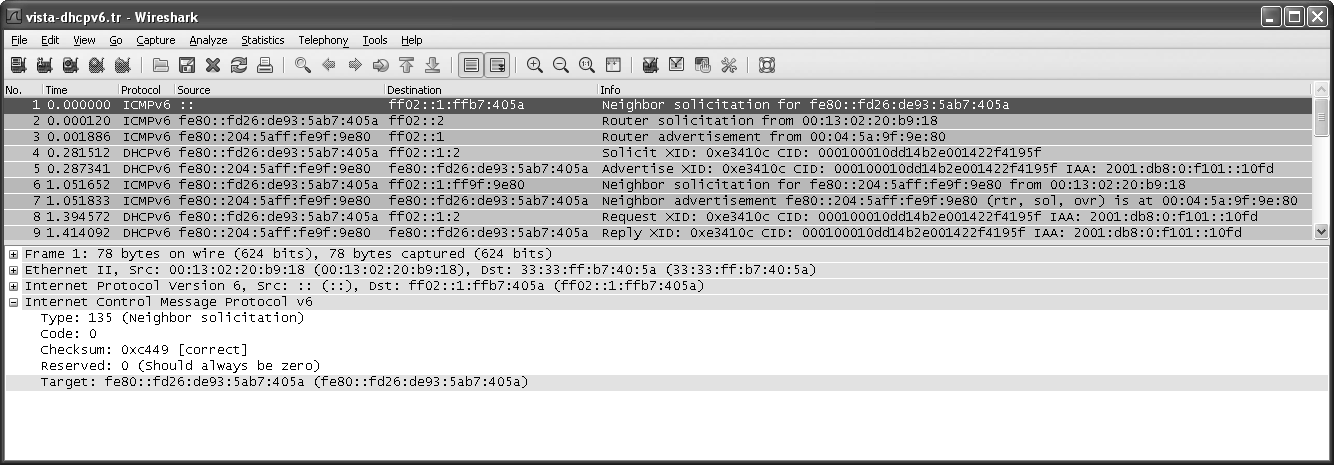 vista-dhcpv6.tr - Wireshark
File Edit View Go Capture Analyze Statistics Telephony Tools Help
No. Time Protocol Source Destination Info
1 0.000000 ICMPv6 :: ff02::1:ffb7:405a Neighbor solicitation for fe80::fd26:de93:5ab7:405a
2 0.000120 ICMPv6 fe80::fd26:de93:5ab7:405a ff02::2 Router solicitation from 00:13:02:20:b9:18
3 0.001886 ICMPv6 fe80::204:5aff:fe9f:9e80 ff02::1 Router advertisement from 00:04:5a:9f:9e:80
4 0.281512 DHCPv6 fe80::fd26:de93:5ab7:405a ff02::1:2 Solicit XID: 0xe3410c CID: 000100010dd14b2e001422f4195f
5 0.287341 DHCPv6 fe80::204:5aff:fe9f:9e80 fe80::fd26:de93:5ab7:405a Advertise XID: 0xe3410c CID: 000100010dd14b2e001422f4195f IAA: 2001:db8:0:f101::10fd
6 1.051652 ICMPv6 fe80::fd26:de93:5ab7:405a ff02::1:ff9f:9e80 Neighbor solicitation for fe80::204:5aff:fe9f:9e80 from 00:13:02:20:b9:18
7 1.051833 ICMPv6 fe80::204:5aff:fe9f:9e80 fe80::fd26:de93:5ab7:405a Neighbor advertisement fe80::204:5aff:fe9f:9e80 (rtr, sol, ovr) is at 00:04:5a:9f:9e:80
8 1.394572 DHCPv6 fe80::fd26:de93:5ab7:405a ff02::1:2 Request XID: 0xe3410c CID: 000100010dd14b2e001422f4195f IAA: 2001:db8:0:f101::10fd
9 1.414092 DHCPv6 fe80::204:5aff:fe9f:9e80 fe80::fd26:de93:5ab7:405a Reply XID: 0xe3410c CID: 000100010dd14b2e001422f4195f IAA: 2001:db8:0:f101::10fd
Frame 1: 78 bytes on wire (624 bits), 78 bytes captured (624 bits)
Ethernet II, Src: 00:13:02:20:b9:18 (00:13:02:20:b9:18), Dst: 33:33:ff:b7:40:5a (33:33:ff:b7:40:5a)
Internet Protocol Version 6, Src: :: (::), Dst: ff02::1:ffb7:405a (ff02::1:ffb7:405a)
Internet Control Message Protocol v6
Type: 135 (Neighbor solicitation)
Code: 0
Checksum: 0xc449 [correct]
Reserved: 0 (Should always be zero)
Target: fe80::fd26:de93:5ab7:405a (fe80::fd26:de93:5ab7:405a)